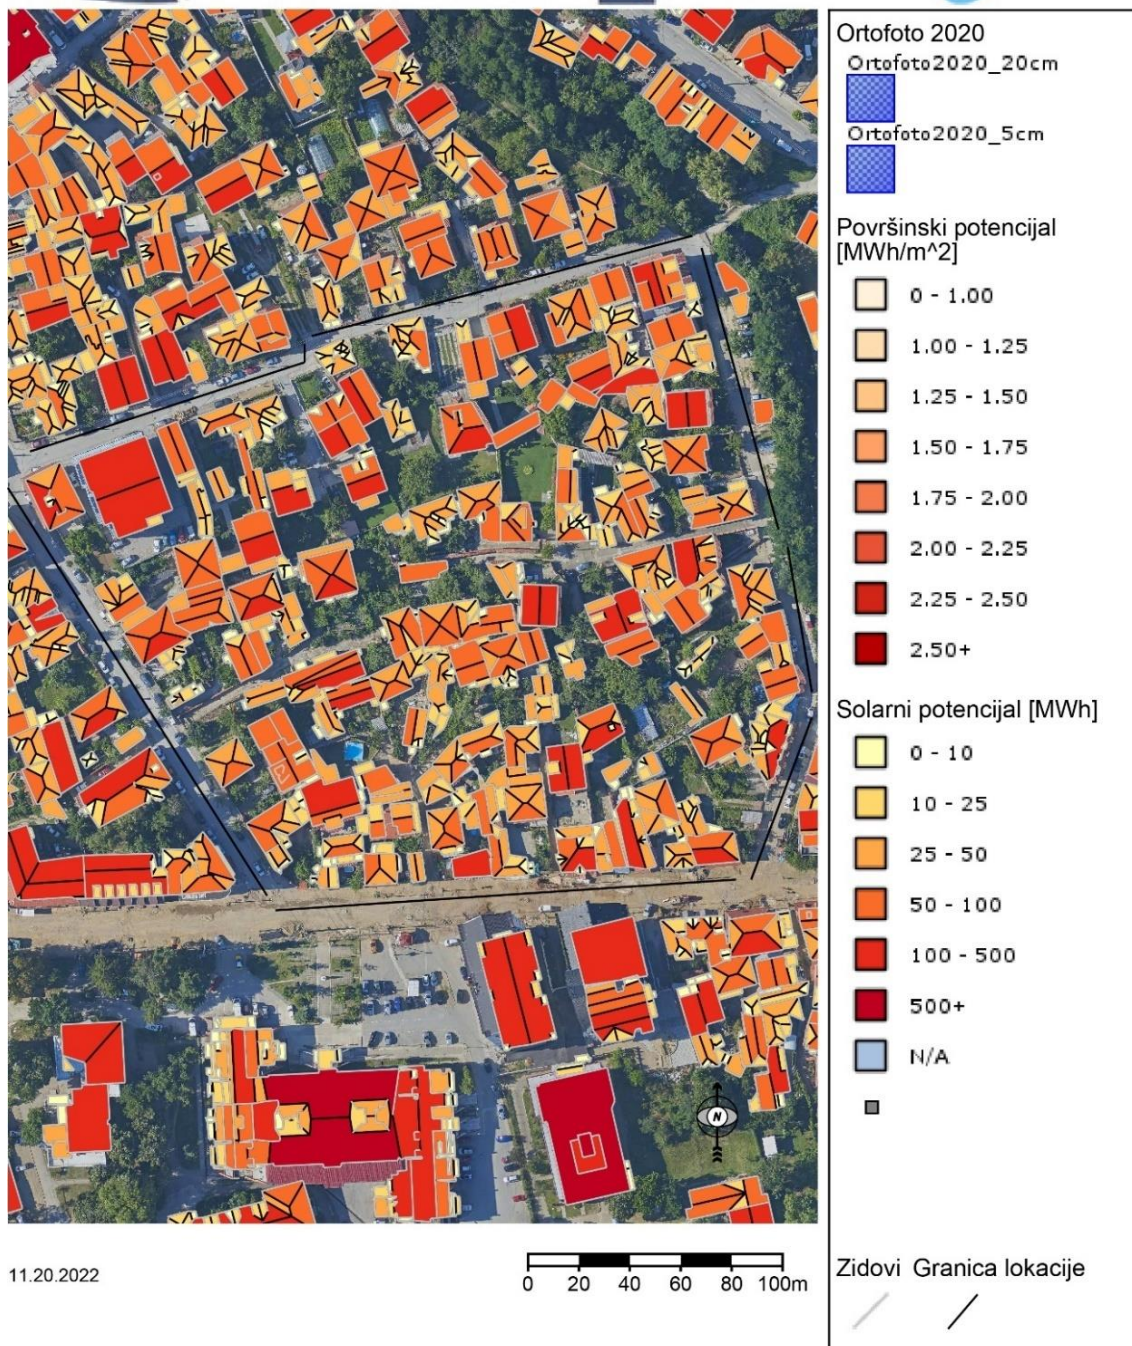 Ortofoto 2020
Ortofoto2020_20cm
Ortofoto2020_5cm
Površinski potencijal
[MWh/m^2]
0 - 1.00
1.00 - 1.25
1.25 - 1.50
1.50 - 1.75
1.75 - 2.00
2.00 - 2.25
2.25 - 2.50
2.50+
Solarni potencijal [MWh]
0 - 10
10 - 25
25 - 50
50 - 100
100 - 500
500+
N/A
N
11.20.2022
0 20 40 60 80 100m
Zidovi Granica lokacije